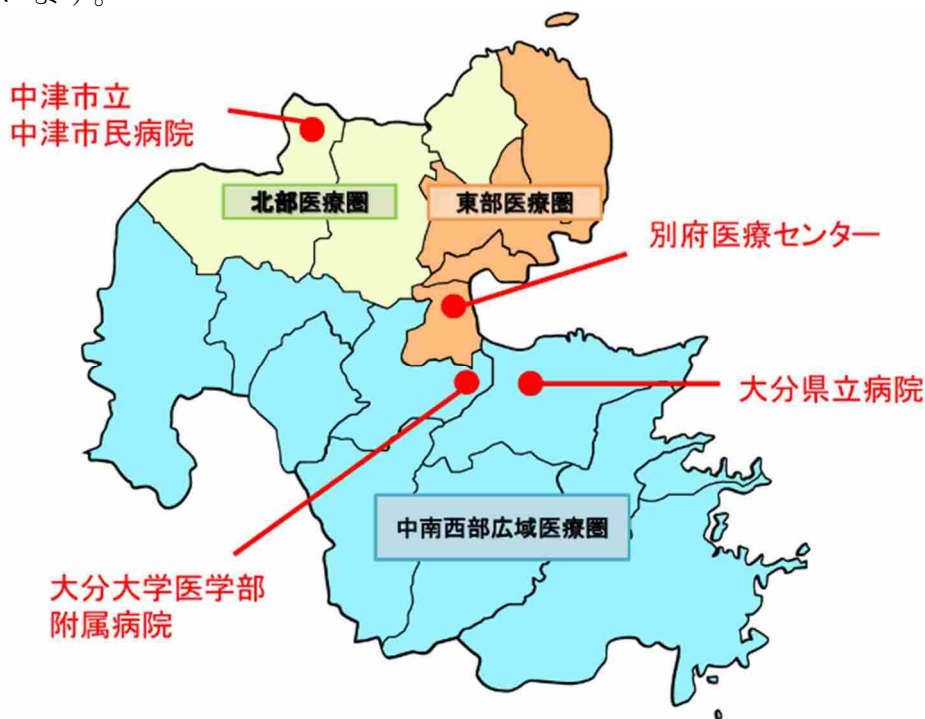 ます。
中津市立
中津市民病院
北部医療圏
東部医療圏
別府医療センター
大分県立病院
中南西部広域医療圏
大分大学医学部
附属病院